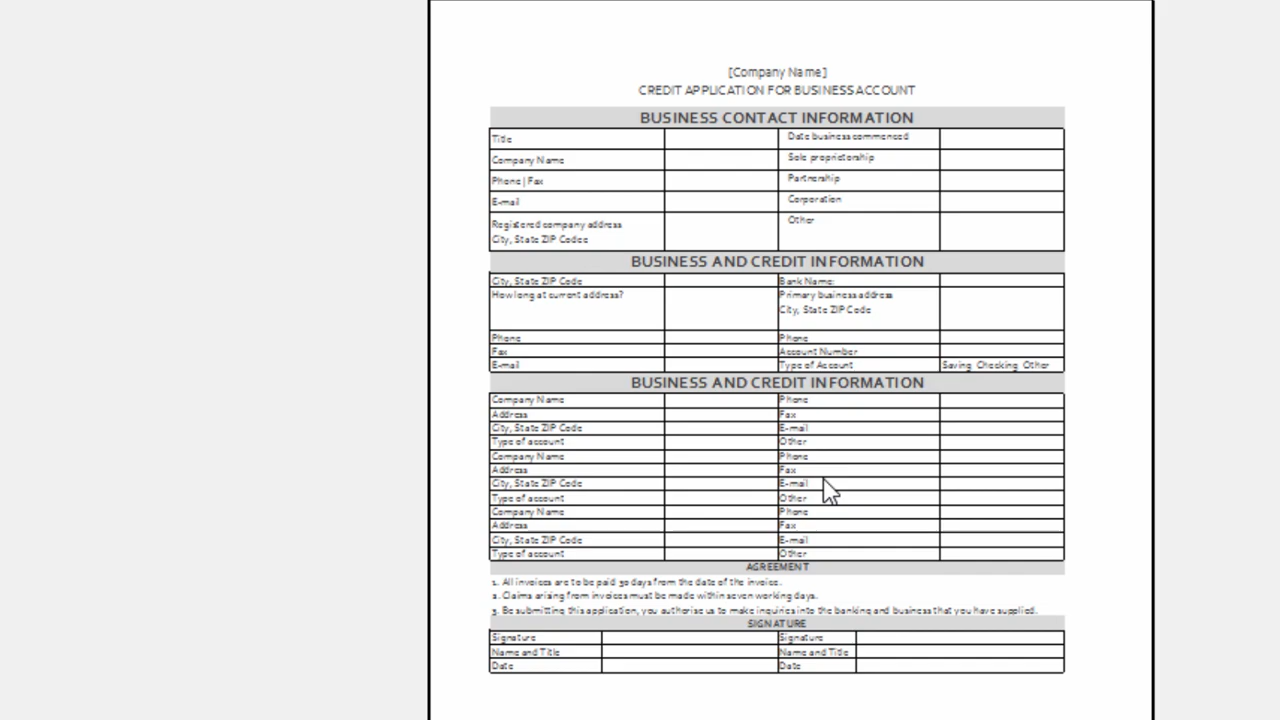 [Company Name]
CREDIT APPLICATION FOR BUSINESS ACCOUNT
BUSINESS CONTACT INFORMATION
Title Date business commenced
Company Name Sole proprietorship
Phone | Fax Partnership
E-mail Corporation
Registered company address Other
City, State ZIP Codee
BUSINESS AND CREDIT INFORMATION
City, State ZIP Code Bank Name:
How long at current address? Primary business address
City, State ZIP Code
Phone Phone
Fax Account Number
E-mail Type of Account Saving Checking Other
BUSINESS AND CREDIT INFORMATION
Company Name Phone
Address Fax
City, State ZIP Code E-mail
Type of account Other
Company Name Phone
Address Fax
City, State ZIP Code E-mail
Type of account Other
Company Name Phone
Address Fax
City, State ZIP Code E-mail
Type of account Other
AGREEMENT
1. All invoices are to be paid 30 days from the date of the invoice.
2. Claims arising from invoices must be made within seven working days.
3. Be submitting this application, you authorise us to make inquiries into the banking and business that you have supplied.
SIGNATURE
Signature Signature
Name and Title Name and Title
Date Date